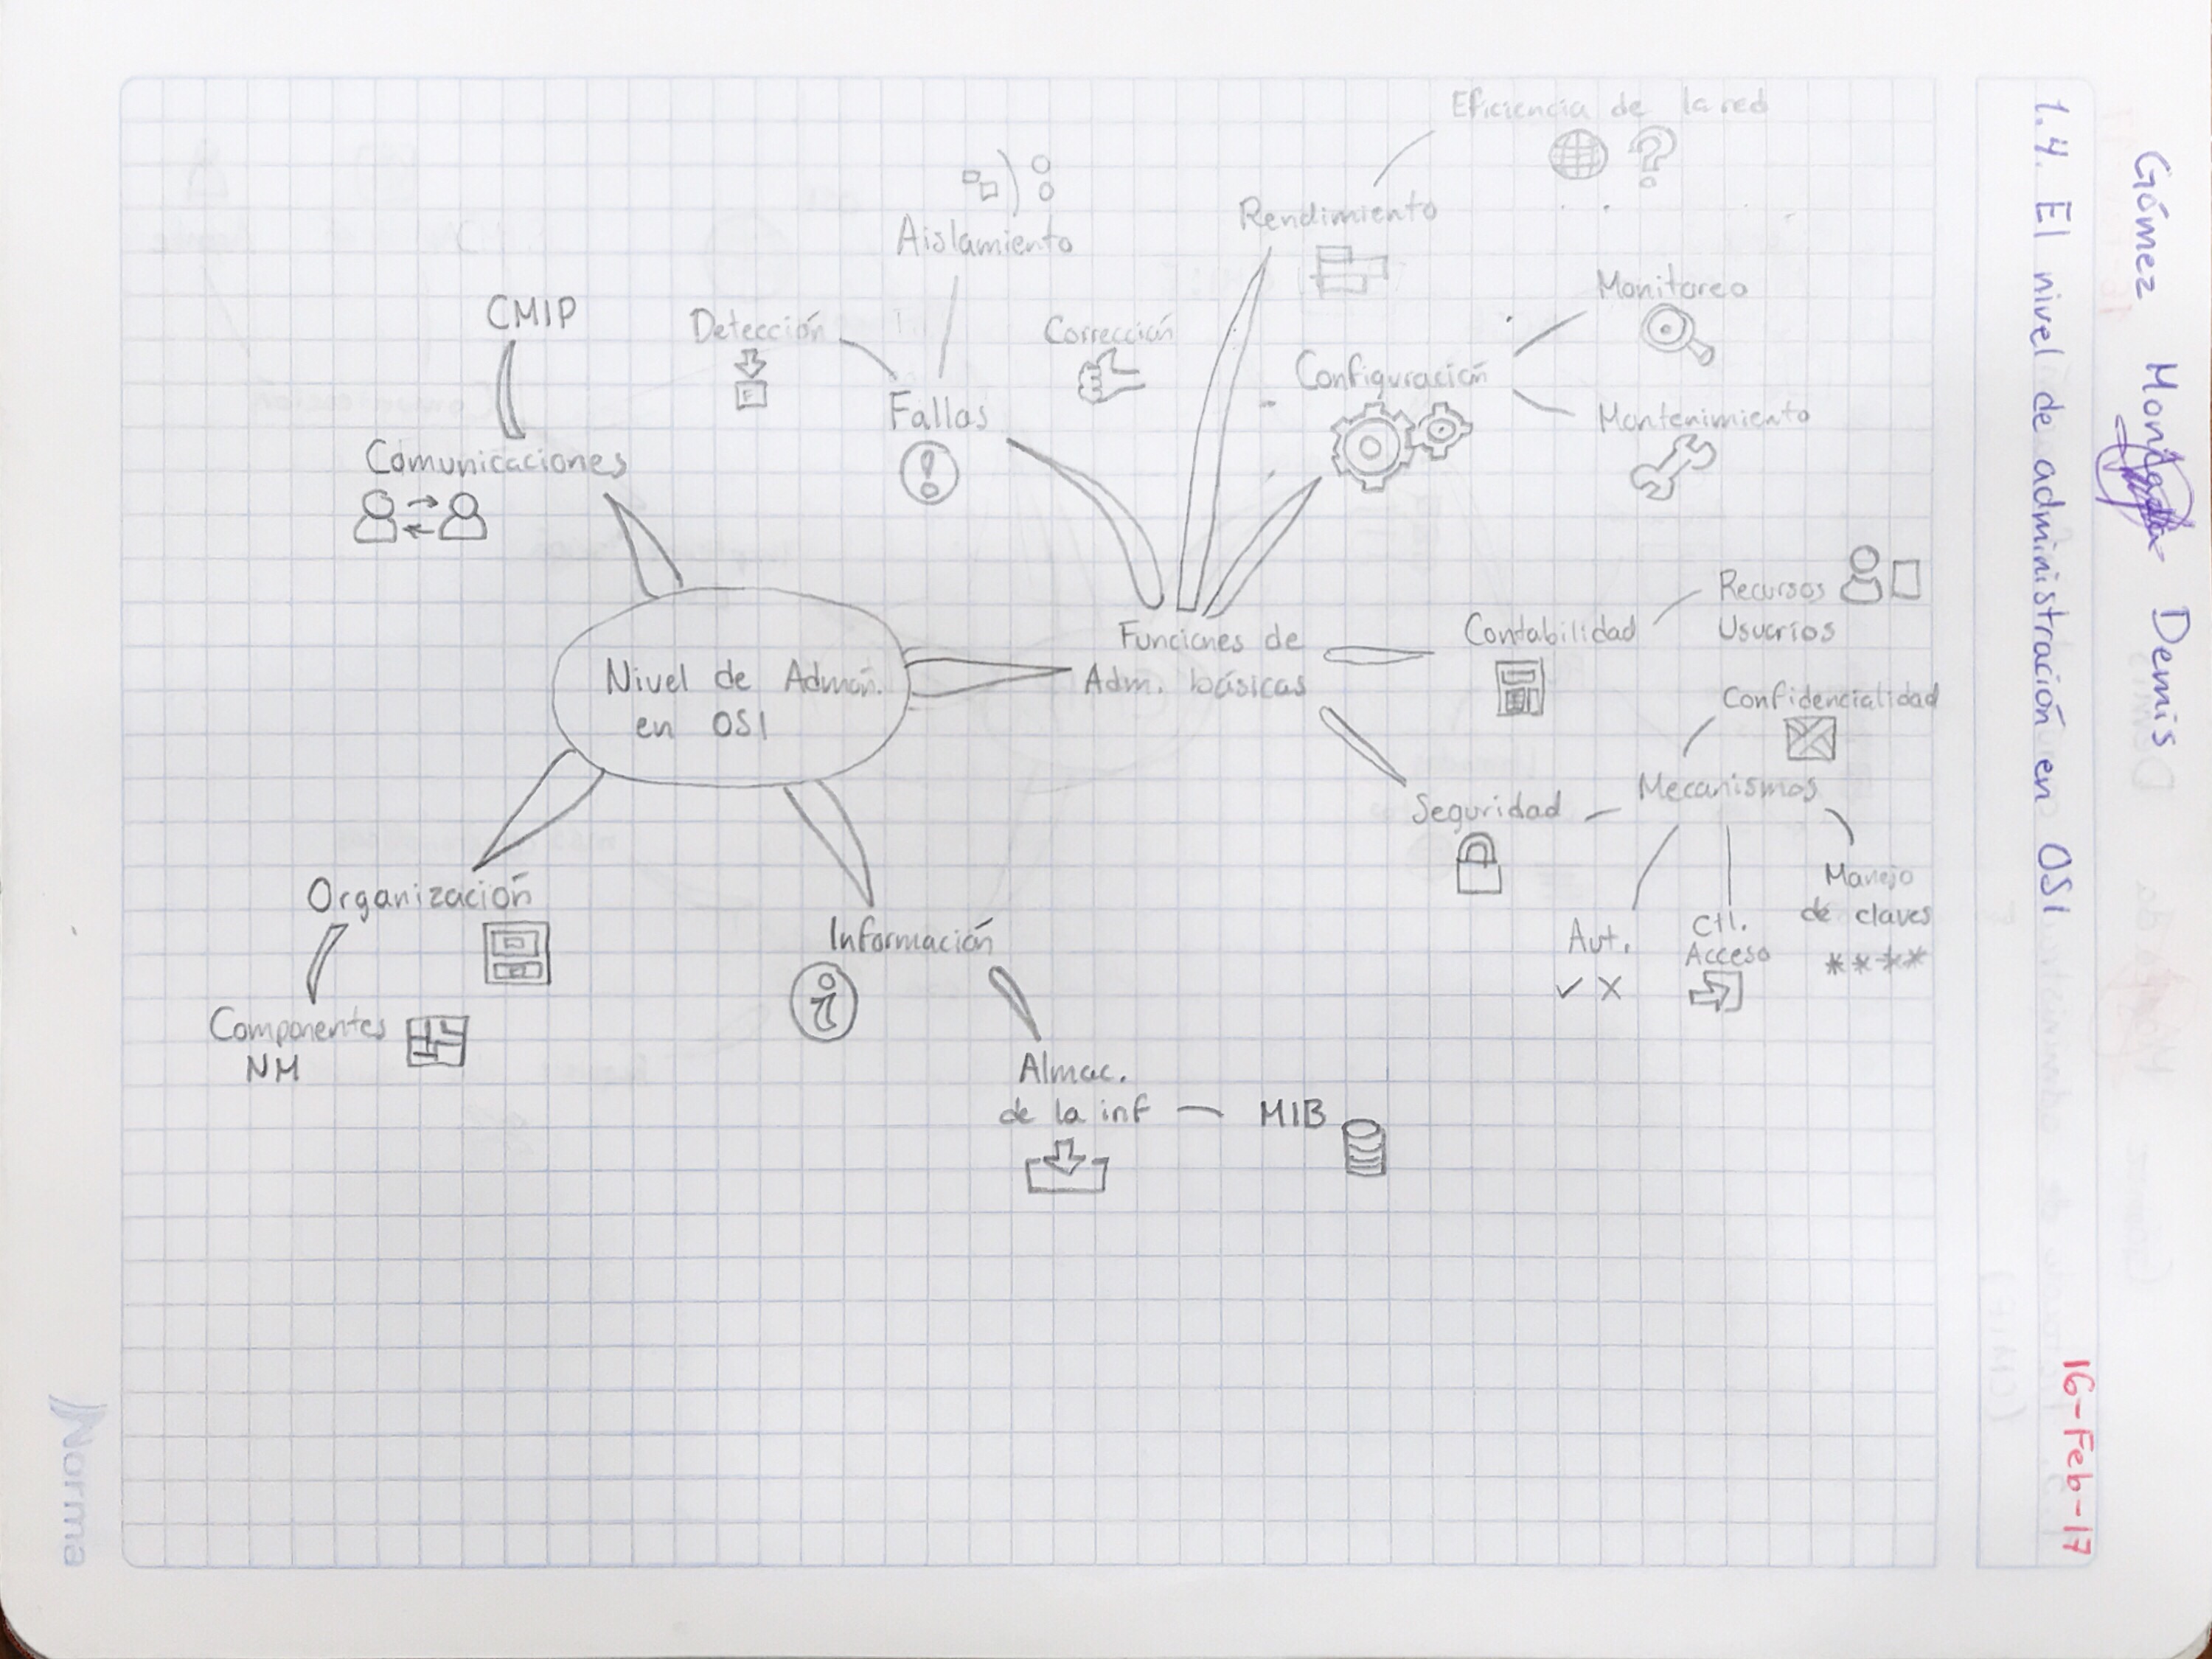 Gómez Monjaraz Demis
1.4. El nivel de administración en OSI
16-Feb-17
Nivel de Admón.
en OSI
Comunicaciones
CMIP
Funciones de
Adm. básicas
Fallas
Detección
Aislamiento
Corrección
Rendimiento
Eficiencia de la red
Configuración
Monitoreo
Mantenimiento
Contabilidad
Recursos
Usuarios
Seguridad
Mecanismos
Confidencialidad
Aut.
✓ X
Ctl.
Acceso
Manejo
de claves
****
Información
Almac.
de la inf
MIB
Organización
Componentes
NM
Norma